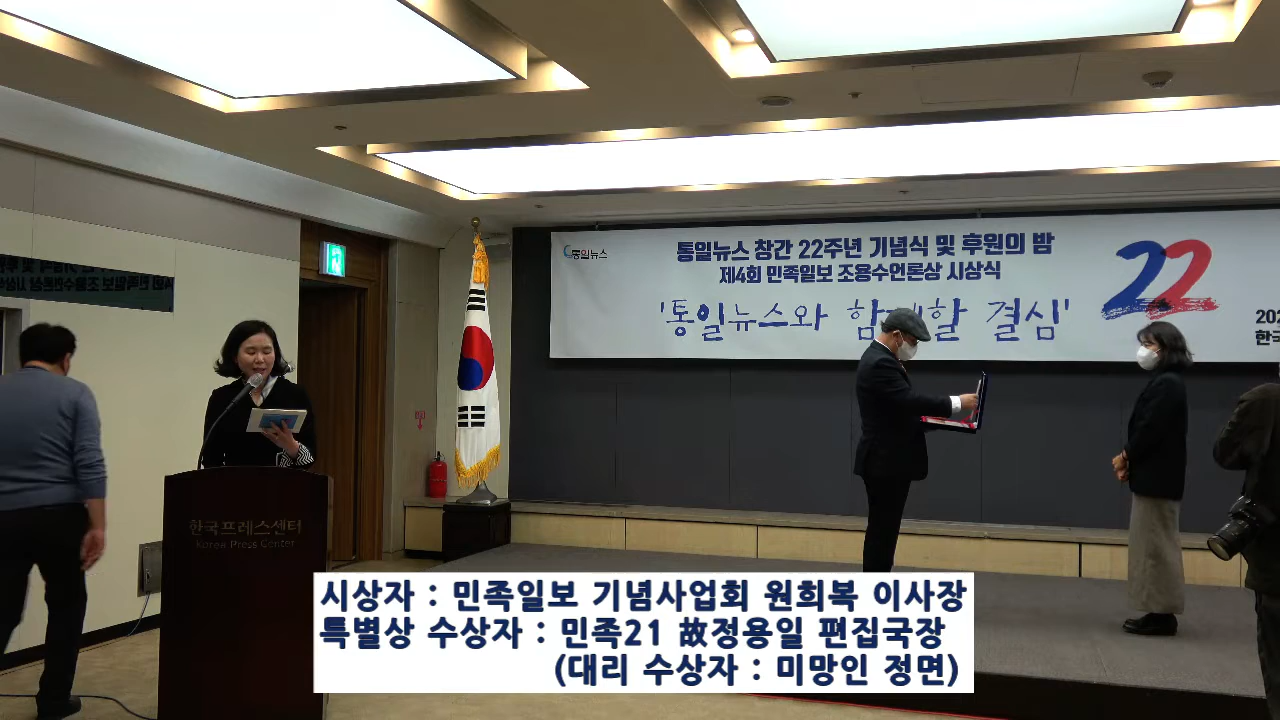 통일뉴스
통일뉴스 창간 22주년 기념식 및 후원의 밤
제4회 민족일보 조용수언론상 시상식
'통일뉴스와 함께할 결심'
22
202
한국
한국프레스센터
Korea Press Center
시상자 : 민족일보 기념사업회 원희복 이사장
특별상 수상자 : 민족21 故정용일 편집국장
(대리 수상자 : 미망인 정면)